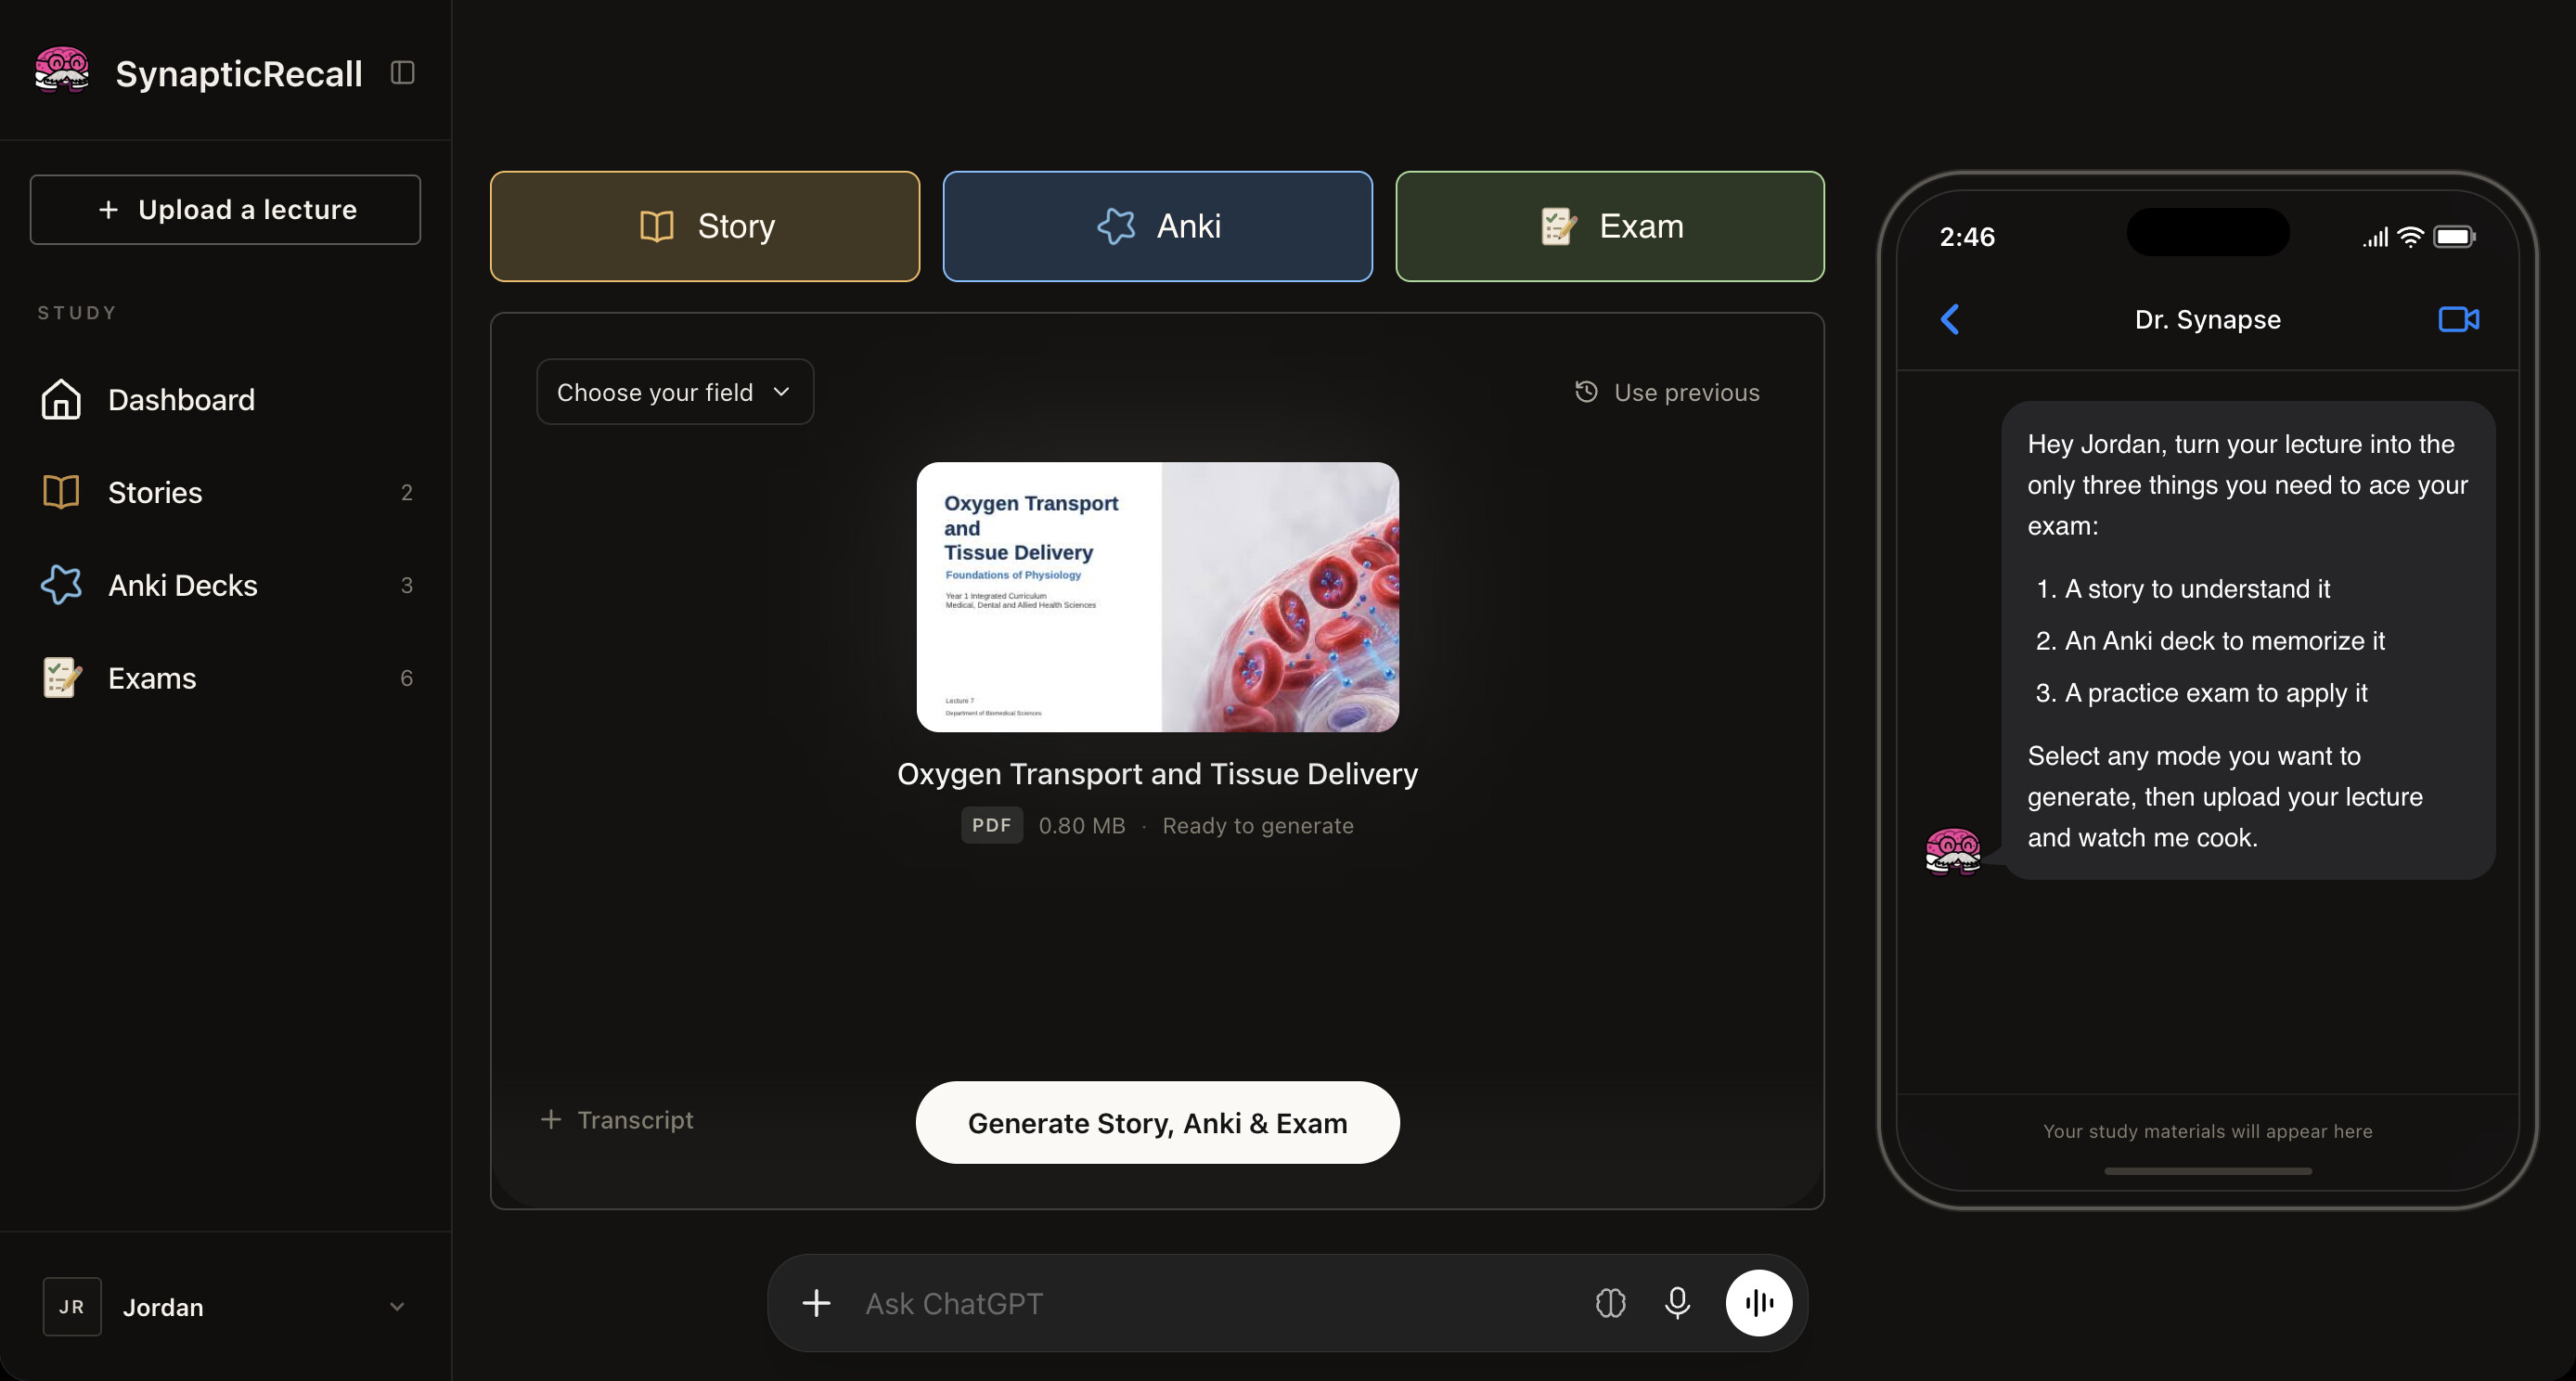 SynapticRecall
+ Upload a lecture
STUDY
Dashboard
Stories 2
Anki Decks 3
Exams 6
JR Jordan
Story
Anki
Exam
Choose your field
Use previous
Oxygen Transport
and
Tissue Delivery
Foundations of Physiology
Year 1 Integrated Curriculum
Medical, Dental and Allied Health Sciences
Lecture 7
Department of Biomedical Sciences
Oxygen Transport and Tissue Delivery
PDF 0.80 MB · Ready to generate
+ Transcript
Generate Story, Anki & Exam
Ask ChatGPT
2:46
Dr. Synapse
Hey Jordan, turn your lecture into the
only three things you need to ace your
exam:
1. A story to understand it
2. An Anki deck to memorize it
3. A practice exam to apply it
Select any mode you want to
generate, then upload your lecture
and watch me cook.
Your study materials will appear here